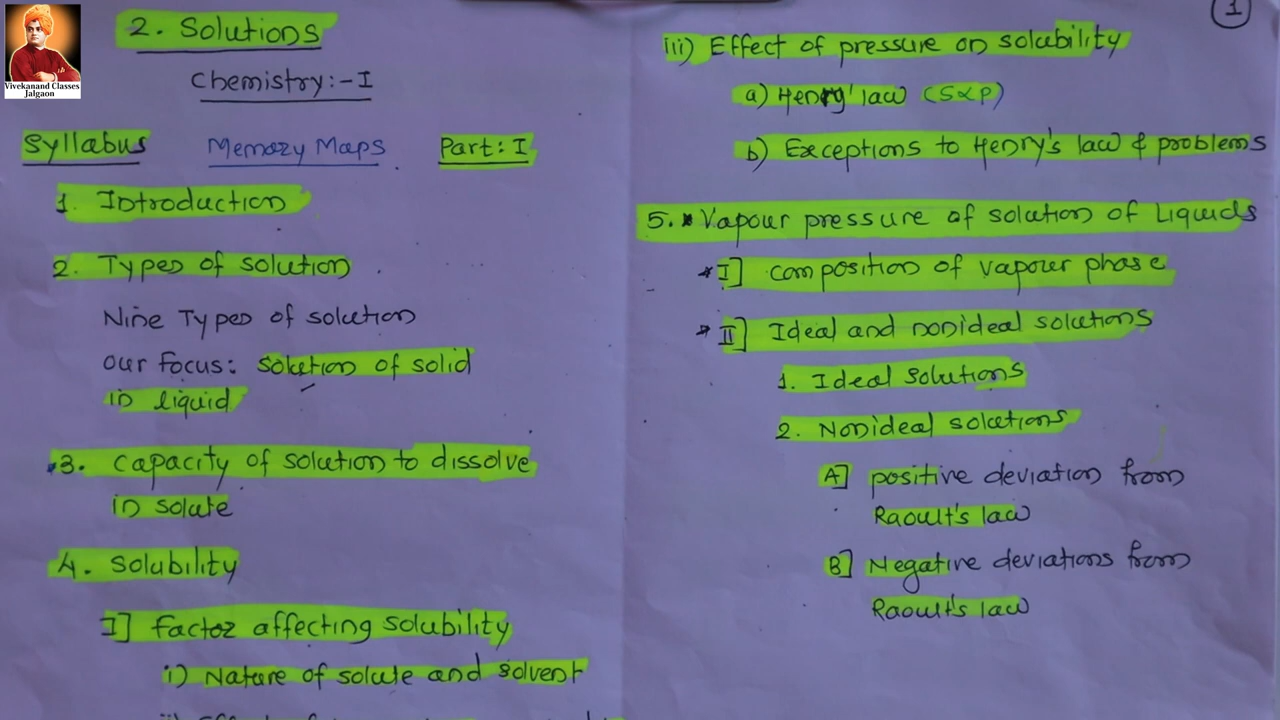 Vivekanand Classes
Jalgaon
2. Solutions
Chemistry:-I
Syllabus Memory Maps Part: I
1. Introduction
2. Types of solution
Nine Types of solution
Our Focus: Solution of solid
in liquid
3. Capacity of solution to dissolve
in solute
4. Solubility
I] Factor affecting solubility
i) Nature of solute and solvent
1
iii) Effect of pressure on solubility
a) Henry' law (S∝P)
b) Exceptions to Henry's law & problems
5. * Vapour pressure of solution of Liquids
* I] Composition of vapour phase
* II] Ideal and nonideal solutions
1. Ideal Solutions
2. Nonideal solutions
A] positive deviation from
Raoult's law
B] Negative deviations from
Raoult's law